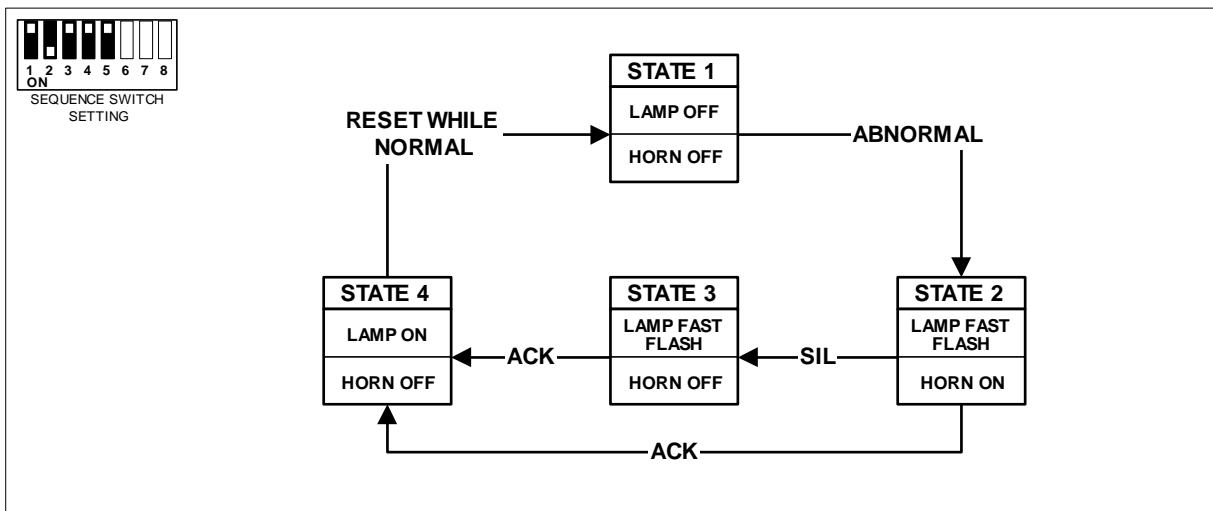 1 2 3 4 5 6 7 8
ON
SEQUENCE SWITCH
SETTING
STATE 1
LAMP OFF
HORN OFF
RESET WHILE
NORMAL
ABNORMAL
STATE 4
LAMP ON
HORN OFF
STATE 3
LAMP FAST
FLASH
HORN OFF
STATE 2
LAMP FAST
FLASH
HORN ON
ACK
SIL
ACK